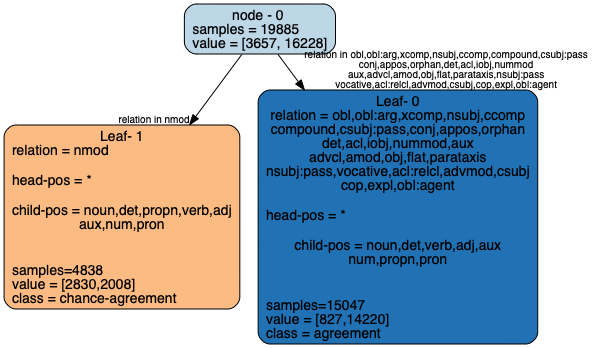 node - 0
samples = 19885
value = [3657, 16228]
relation in obl,obl:arg,xcomp,nsubj,ccomp,compound,csubj:pass
conj,appos,orphan,det,acl,iobj,nummod
aux,advcl,amod,obj,flat,parataxis,nsubj:pass
vocative,acl:relcl,advmod,csubj,cop,expl,obl:agent
relation in nmod
Leaf- 1
relation = nmod
head-pos = *
child-pos = noun,det,propn,verb,adj
aux,num,pron
samples=4838
value = [2830,2008]
class = chance-agreement
Leaf- 0
relation = obl,obl:arg,xcomp,nsubj,ccomp
compound,csubj:pass,conj,appos,orphan
det,acl,iobj,nummod,aux
advcl,amod,obj,flat,parataxis
nsubj:pass,vocative,acl:relcl,advmod,csubj
cop,expl,obl:agent
head-pos = *
child-pos = noun,det,verb,adj,aux
num,propn,pron
samples=15047
value = [827,14220]
class = agreement